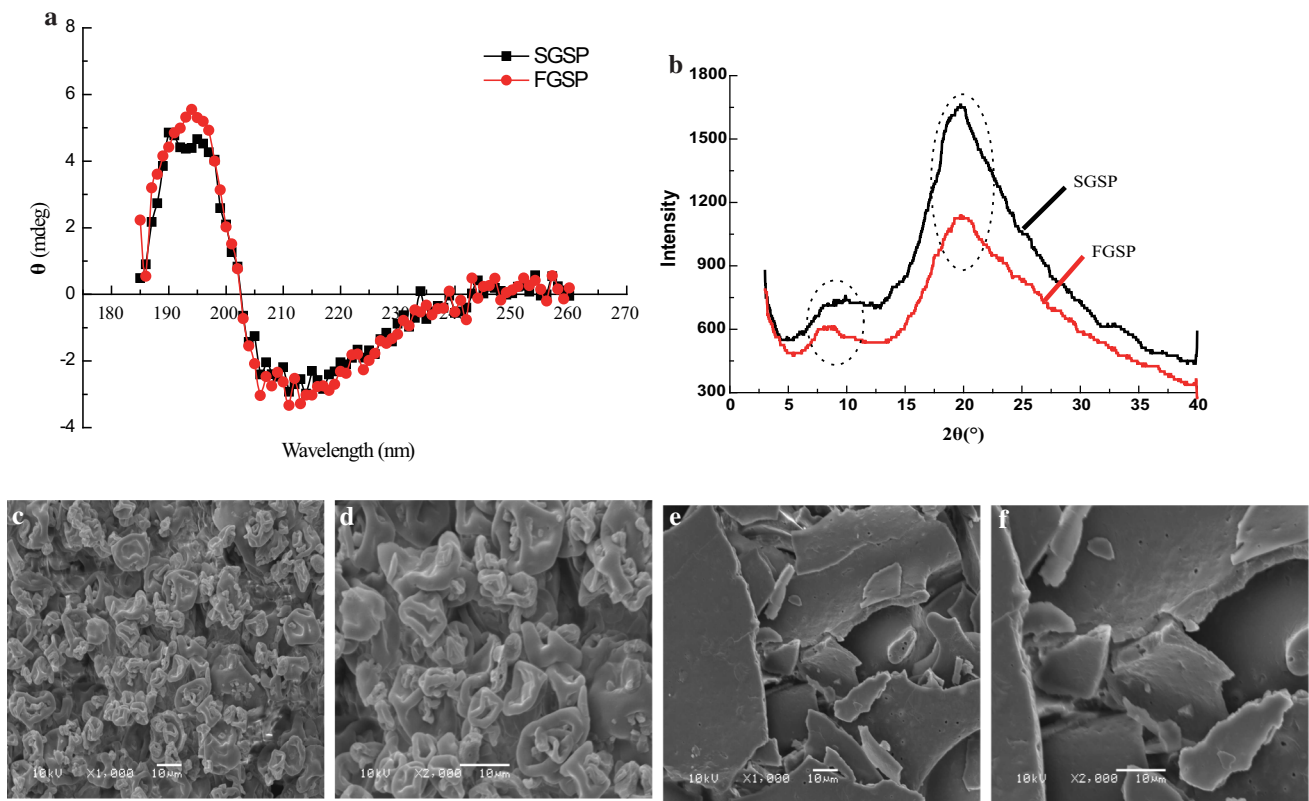 a
8
6
4
2
0
-2
-4
180 190 200 210 220 230 240 250 260 270
θ (mdeg)
Wavelength (nm)
SGSP
FGSP
b
1800
1500
1200
900
600
300
0 5 10 15 20 25 30 35 40
Intensity
2θ(°)
SGSP
FGSP
c
10kV X1,000 10μm
d
10kV X2,000 10μm
e
10kV X1,000 10μm
f
10kV X2,000 10μm